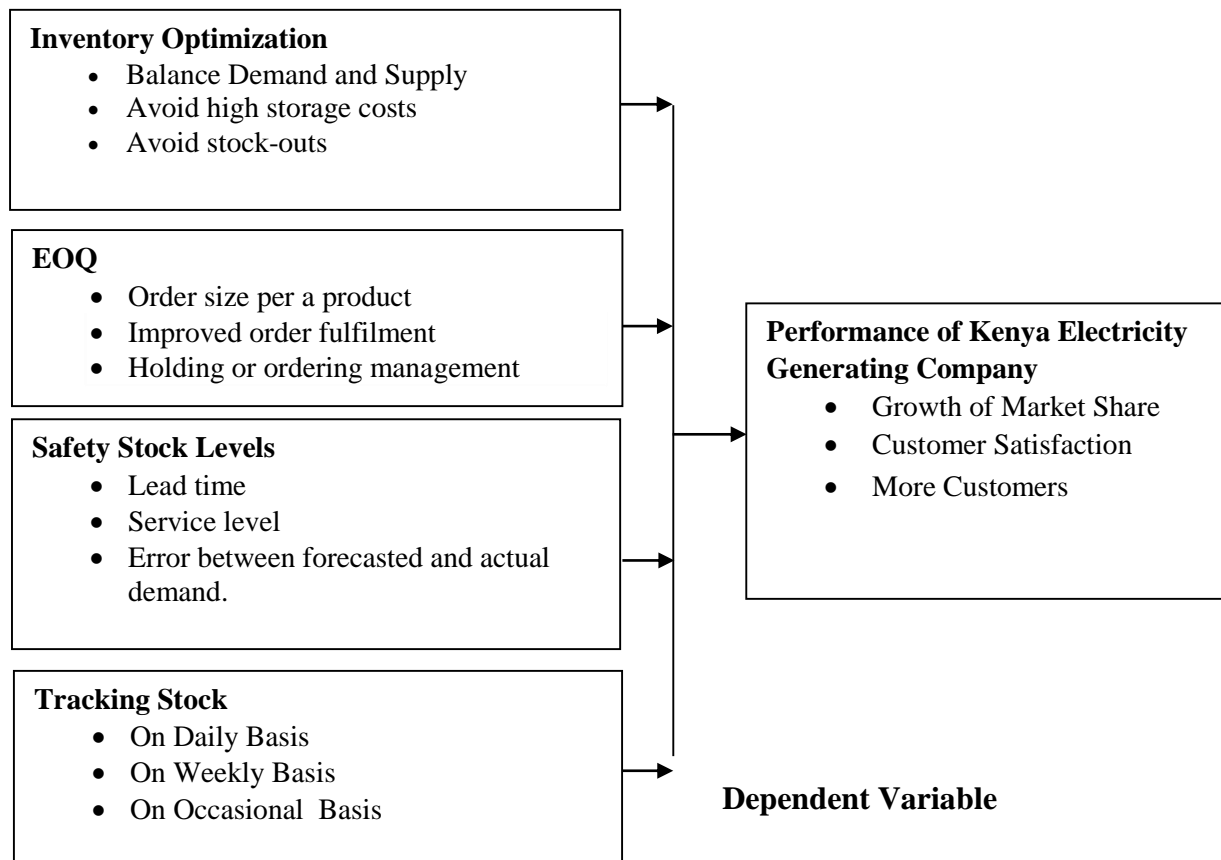 Inventory Optimization
• Balance Demand and Supply
• Avoid high storage costs
• Avoid stock-outs
EOQ
• Order size per a product
• Improved order fulfilment
• Holding or ordering management
Safety Stock Levels
• Lead time
• Service level
• Error between forecasted and actual
demand.
Tracking Stock
• On Daily Basis
• On Weekly Basis
• On Occasional Basis
Performance of Kenya Electricity
Generating Company
• Growth of Market Share
• Customer Satisfaction
• More Customers
Dependent Variable